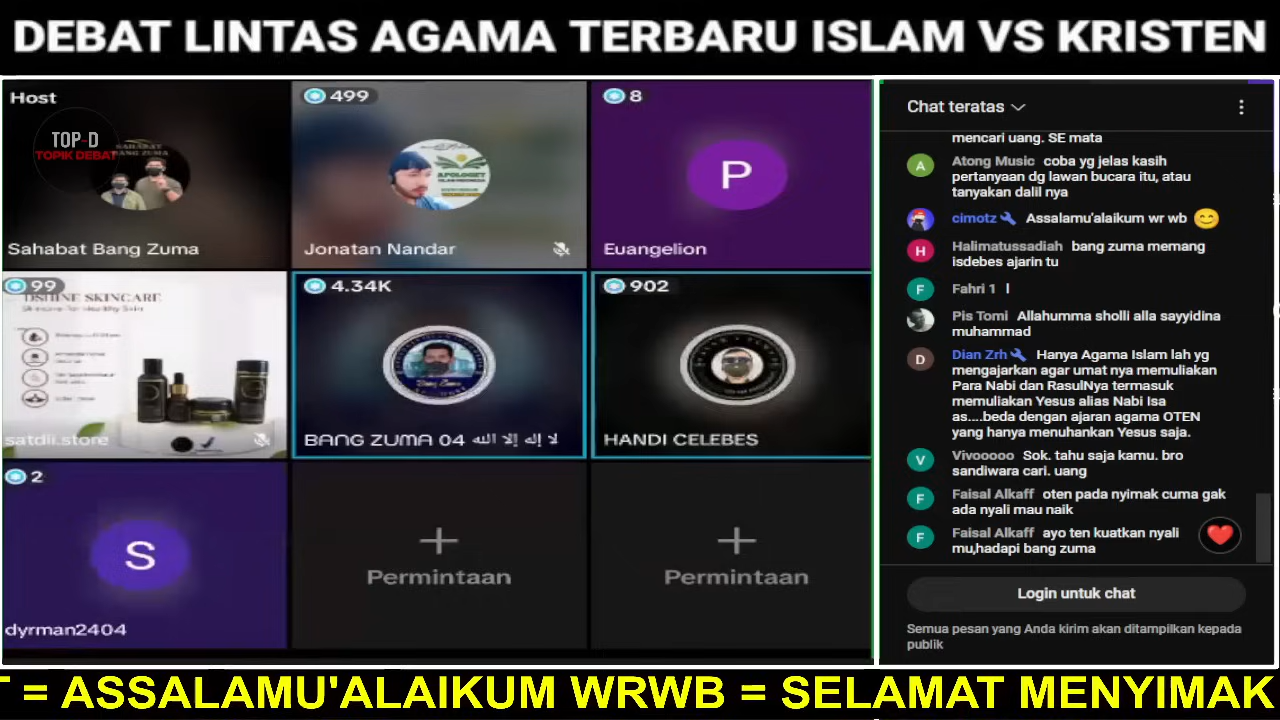 DEBAT LINTAS AGAMA TERBARU ISLAM VS KRISTEN
Host
TOP-D
TOPIK DEBAT
SAHABAT
BANG ZUMA
Sahabat Bang Zuma
499
APOLOGET
Jonatan Nandar
8
P
Euangelion
99
DSHINE SKINCARE
satdii.store
4.34K
Bang Zuma
BANG ZUMA 04 لا إله إلا الله
902
HANDI CELEBES
2
S
dyrman2404
Permintaan
Permintaan
Chat teratas
mencari uang. SE mata
A
Atong Music coba yg jelas kasih
pertanyaan dg lawan bucara itu, atau
tanyakan dalil nya
cimotz Assalamu'alaikum wr wb 😊
H
Halimatussadiah bang zuma memang
isdebes ajarin tu
F
Fahri 1 I
Pis Tomi Allahumma sholli alla sayyidina
muhammad
D
Dian Zrh Hanya Agama Islam lah yg
mengajarkan agar umat nya memuliakan
Para Nabi dan RasulNya termasuk
memuliakan Yesus alias Nabi Isa
as....beda dengan ajaran agama OTEN
yang hanya menuhankan Yesus saja.
V
Vivooooo Sok. tahu saja kamu. bro
sandiwara cari. uang
F
Faisal Alkaff oten pada nyimak cuma gak
ada nyali mau naik
F
Faisal Alkaff ayo ten kuatkan nyali
mu,hadapi bang zuma
Login untuk chat
Semua pesan yang Anda kirim akan ditampilkan kepada
publik
T = ASSALAMU'ALAIKUM WRWB = SELAMAT MENYIMAK